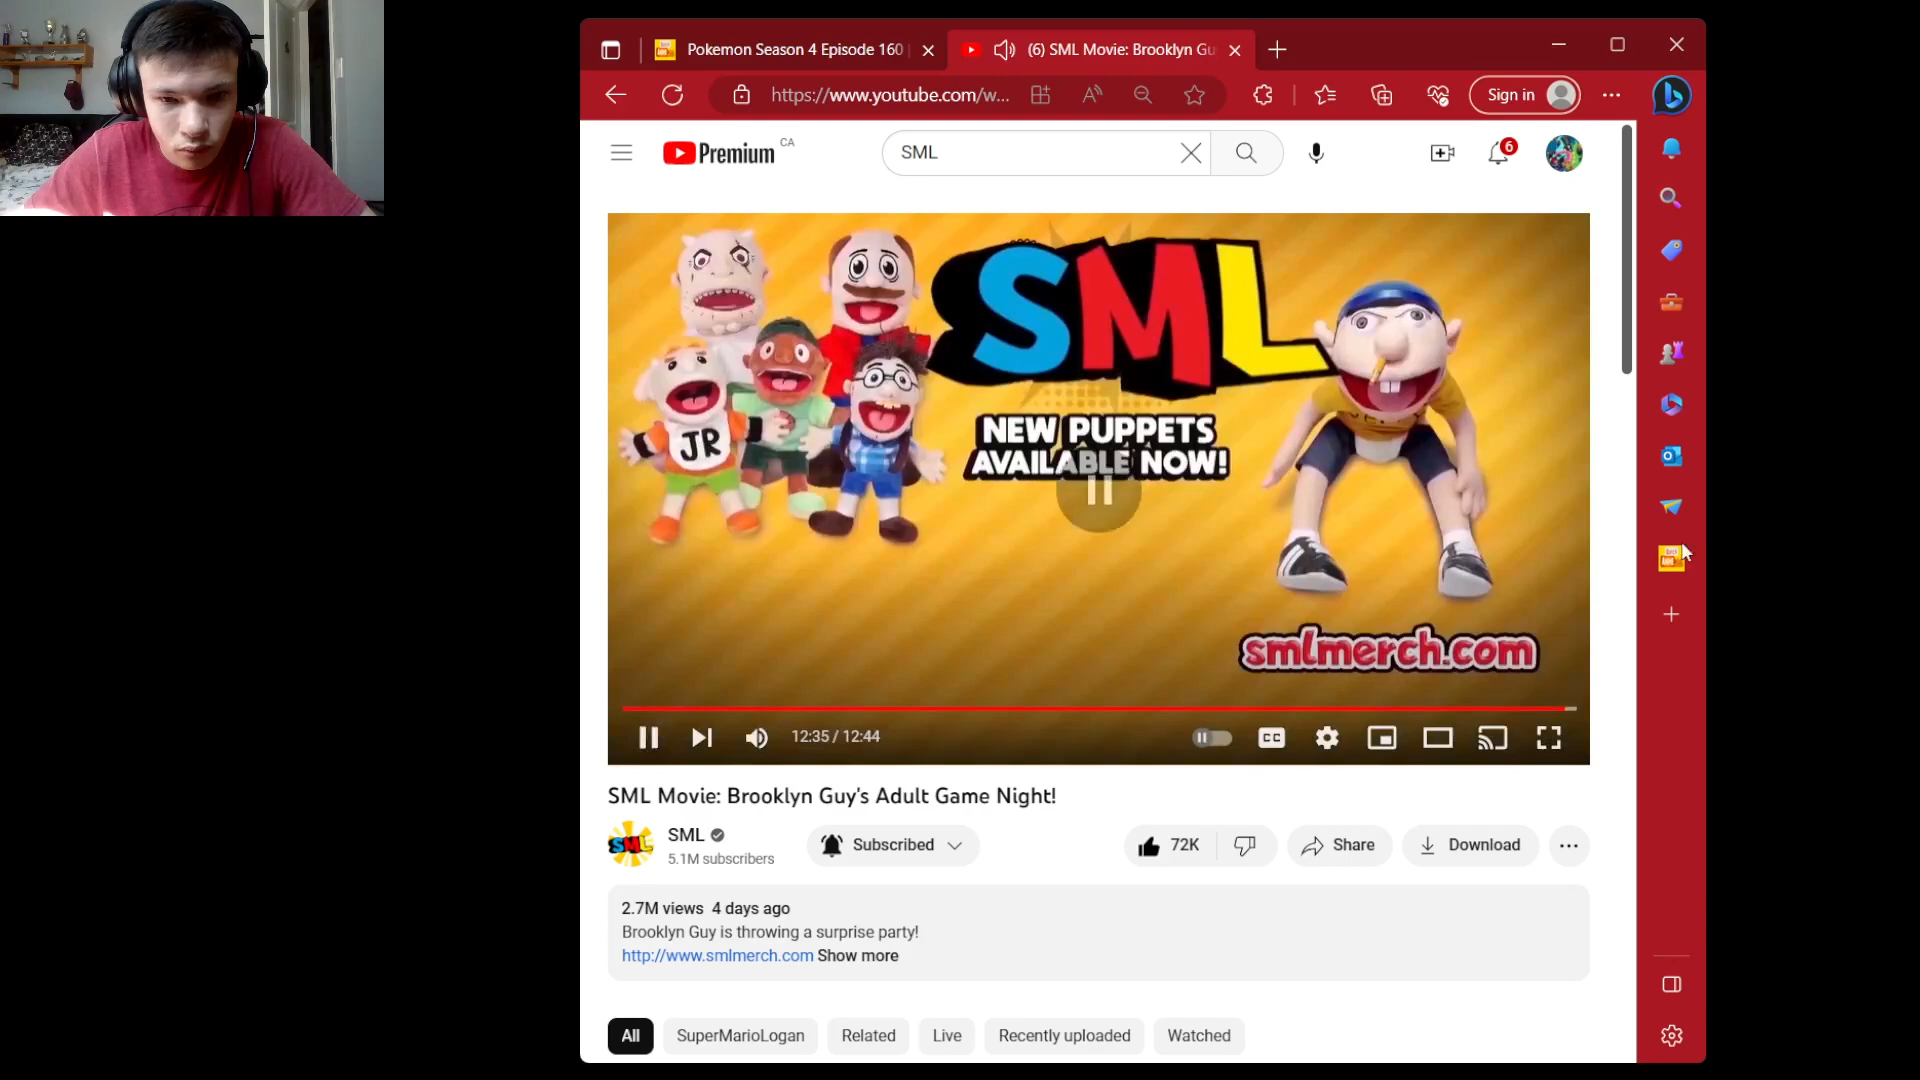 Pokemon Season 4 Episode 160
(6) SML Movie: Brooklyn Gu
https://www.youtube.com/w...
Sign in
Premium CA
SML
6
SML
NEW PUPPETS
AVAILABLE NOW!
JR
smlmerch.com
12:35 / 12:44
CC
SML Movie: Brooklyn Guy's Adult Game Night!
SML
5.1M subscribers
Subscribed
72K
Share
Download
2.7M views 4 days ago
Brooklyn Guy is throwing a surprise party!
http://www.smlmerch.com Show more
All
SuperMarioLogan
Related
Live
Recently uploaded
Watched